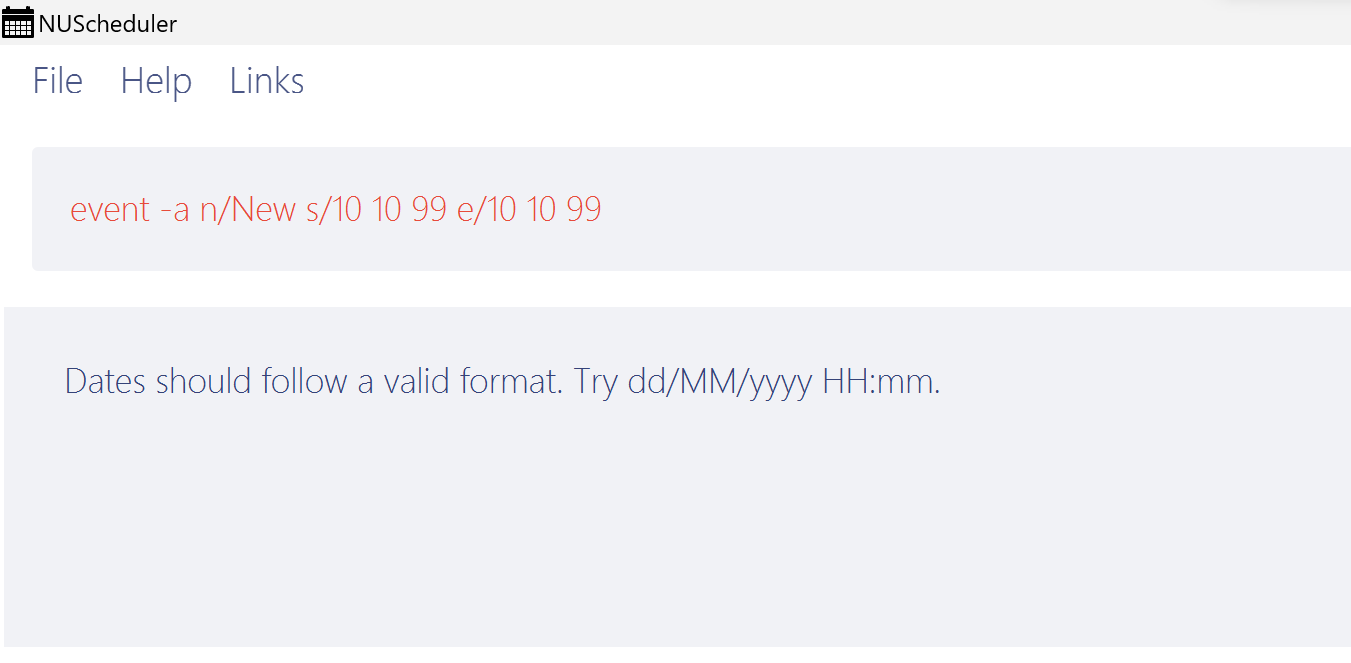 NUScheduler
File Help Links
event -a n/New s/10 10 99 e/10 10 99
Dates should follow a valid format. Try dd/MM/yyyy HH:mm.